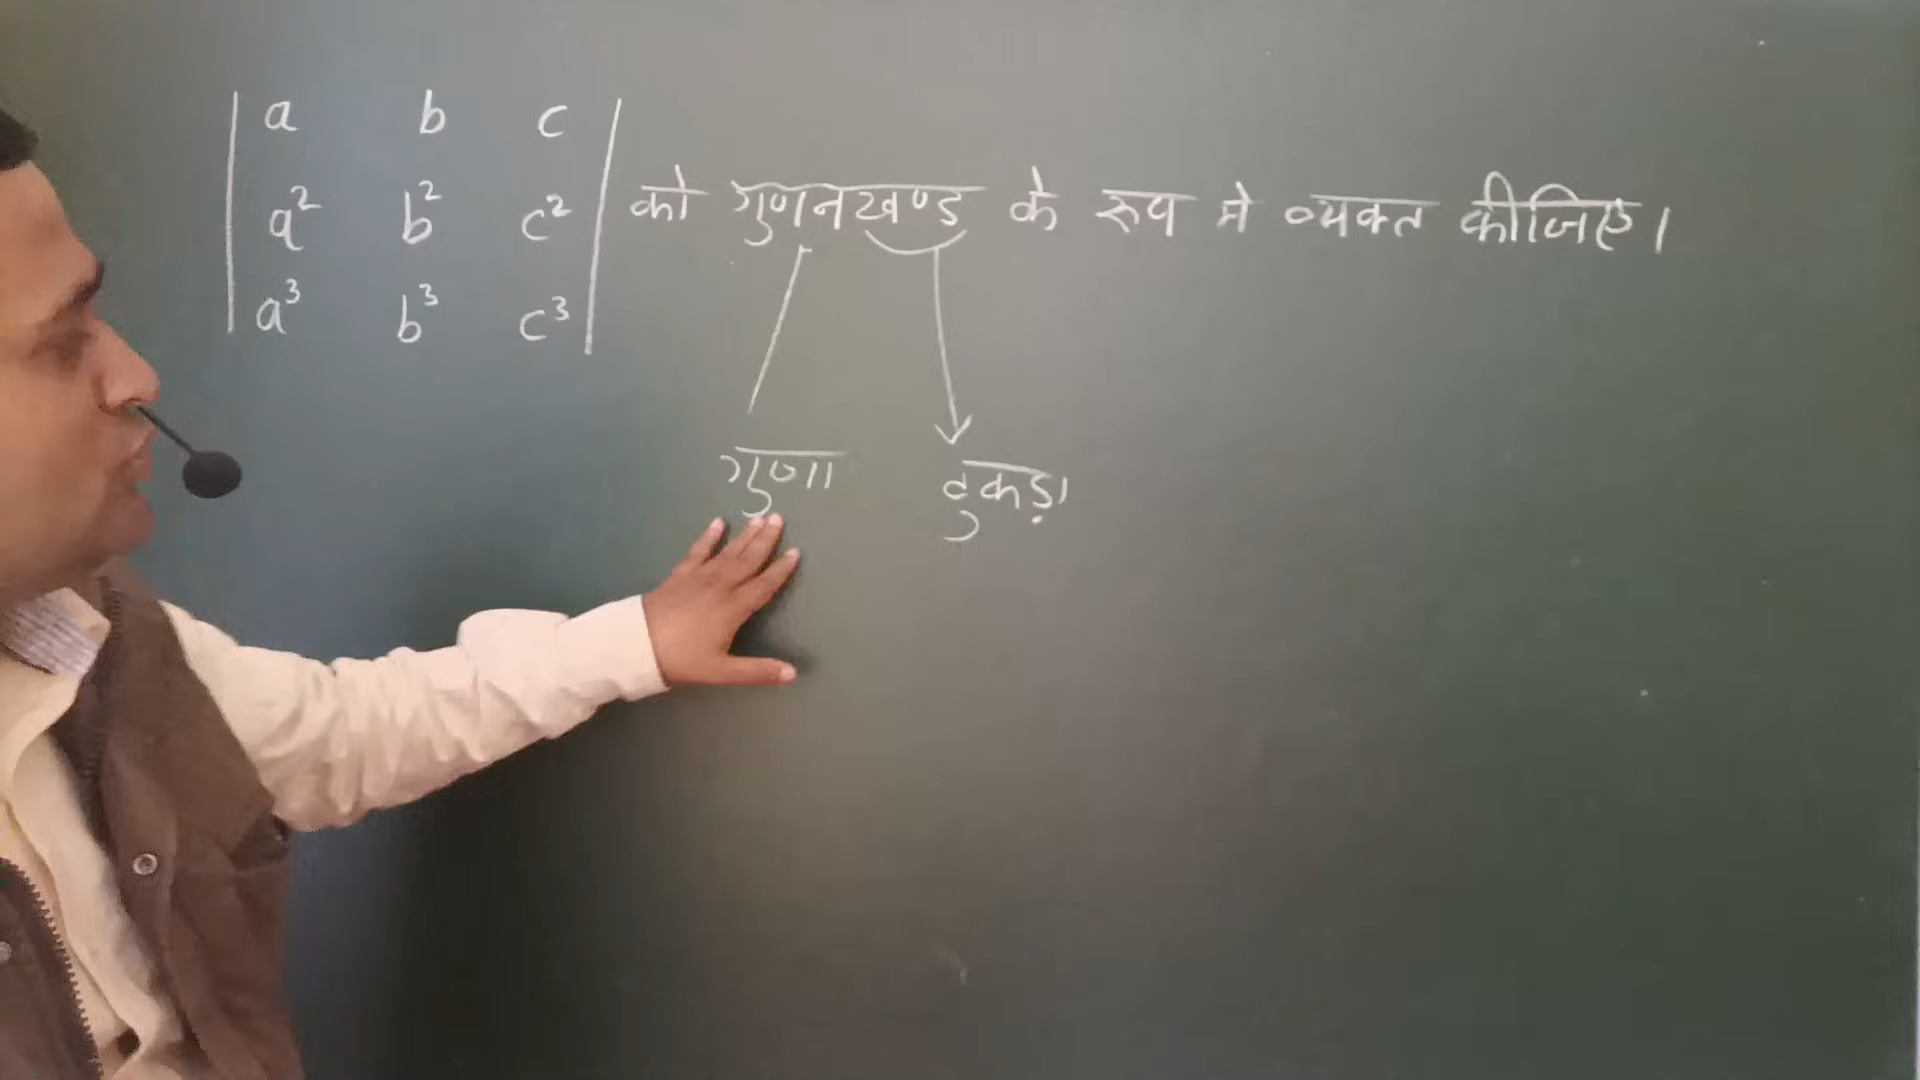 | a b c |
| a² b² c² | को गुणनखण्ड के रूप मे व्यक्त कीजिए।
| a³ b³ c³ |
गुणा टुकड़ा